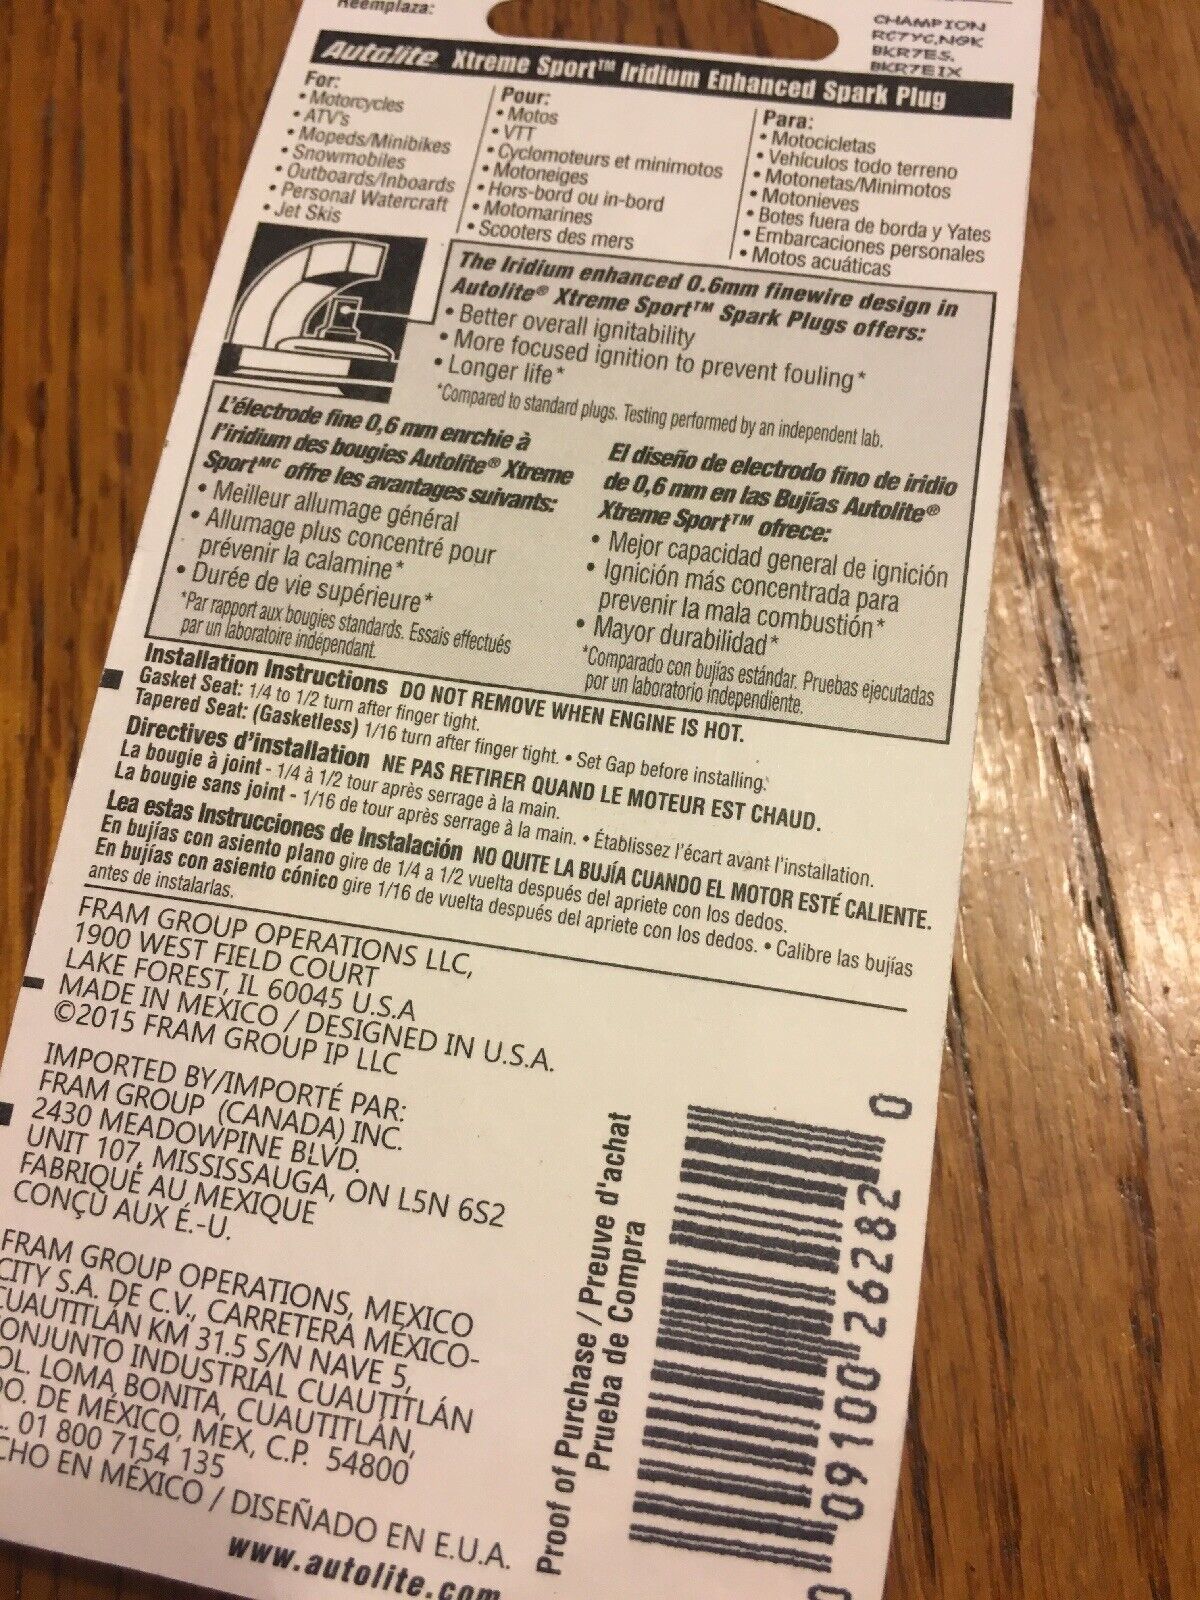 Reemplaza:
CHAMPION
RC7YC,NGK
BKR7ES,
BKR7EIX
Autolite Xtreme Sport™ Iridium Enhanced Spark Plug
For:
• Motorcycles
• ATV's
• Mopeds/Minibikes
• Snowmobiles
• Outboards/Inboards
• Personal Watercraft
• Jet Skis
Pour:
• Motos
• VTT
• Cyclomoteurs et minimotos
• Motoneiges
• Hors-bord ou in-bord
• Motomarines
• Scooters des mers
Para:
• Motocicletas
• Vehículos todo terreno
• Motonetas/Minimotos
• Motonieves
• Botes fuera de borda y Yates
• Embarcaciones personales
• Motos acuáticas
The Iridium enhanced 0.6mm finewire design in
Autolite® Xtreme Sport™ Spark Plugs offers:
• Better overall ignitability
• More focused ignition to prevent fouling*
• Longer life*
*Compared to standard plugs. Testing performed by an independent lab.
L'électrode fine 0,6 mm enrchie à
l'iridium des bougies Autolite® Xtreme
Sportᴹᶜ offre les avantages suivants:
• Meilleur allumage général
• Allumage plus concentré pour
prévenir la calamine*
• Durée de vie supérieure*
*Par rapport aux bougies standards. Essais effectués
par un laboratoire indépendant.
El diseño de electrodo fino de iridio
de 0,6 mm en las Bujías Autolite®
Xtreme Sport™ ofrece:
• Mejor capacidad general de ignición
• Ignición más concentrada para
prevenir la mala combustión*
• Mayor durabilidad*
*Comparado con bujías estándar. Pruebas ejecutadas
por un laboratorio independiente.
Installation Instructions DO NOT REMOVE WHEN ENGINE IS HOT.
Gasket Seat: 1/4 to 1/2 turn after finger tight.
Tapered Seat: (Gasketless) 1/16 turn after finger tight. • Set Gap before installing.
Directives d'installation NE PAS RETIRER QUAND LE MOTEUR EST CHAUD.
La bougie à joint - 1/4 à 1/2 tour après serrage à la main.
La bougie sans joint - 1/16 de tour après serrage à la main. • Établissez l'écart avant l'installation.
Lea estas Instrucciones de Instalación NO QUITE LA BUJÍA CUANDO EL MOTOR ESTÉ CALIENTE.
En bujías con asiento plano gire de 1/4 a 1/2 vuelta después del apriete con los dedos.
En bujías con asiento cónico gire 1/16 de vuelta después del apriete con los dedos. • Calibre las bujías
antes de instalarlas.
FRAM GROUP OPERATIONS LLC,
1900 WEST FIELD COURT
LAKE FOREST, IL 60045 U.S.A
MADE IN MEXICO / DESIGNED IN U.S.A.
©2015 FRAM GROUP IP LLC
IMPORTED BY/IMPORTÉ PAR:
FRAM GROUP (CANADA) INC.
2430 MEADOWPINE BLVD.
UNIT 107, MISSISSAUGA, ON L5N 6S2
FABRIQUÉ AU MEXIQUE
CONÇU AUX É.-U.
FRAM GROUP OPERATIONS, MEXICO
CITY S.A. DE C.V., CARRETERA MÉXICO-
CUAUTITLÁN KM 31.5 S/N NAVE 5,
CONJUNTO INDUSTRIAL CUAUTITLÁN
COL. LOMA BONITA, CUAUTITLÁN,
DO. DE MÉXICO, MEX, C.P. 54800
01 800 7154 135
HECHO EN MÉXICO / DISEÑADO EN E.U.A.
www.autolite.com
Proof of Purchase / Preuve d'achat
Prueba de Compra
0 09100 26282 0